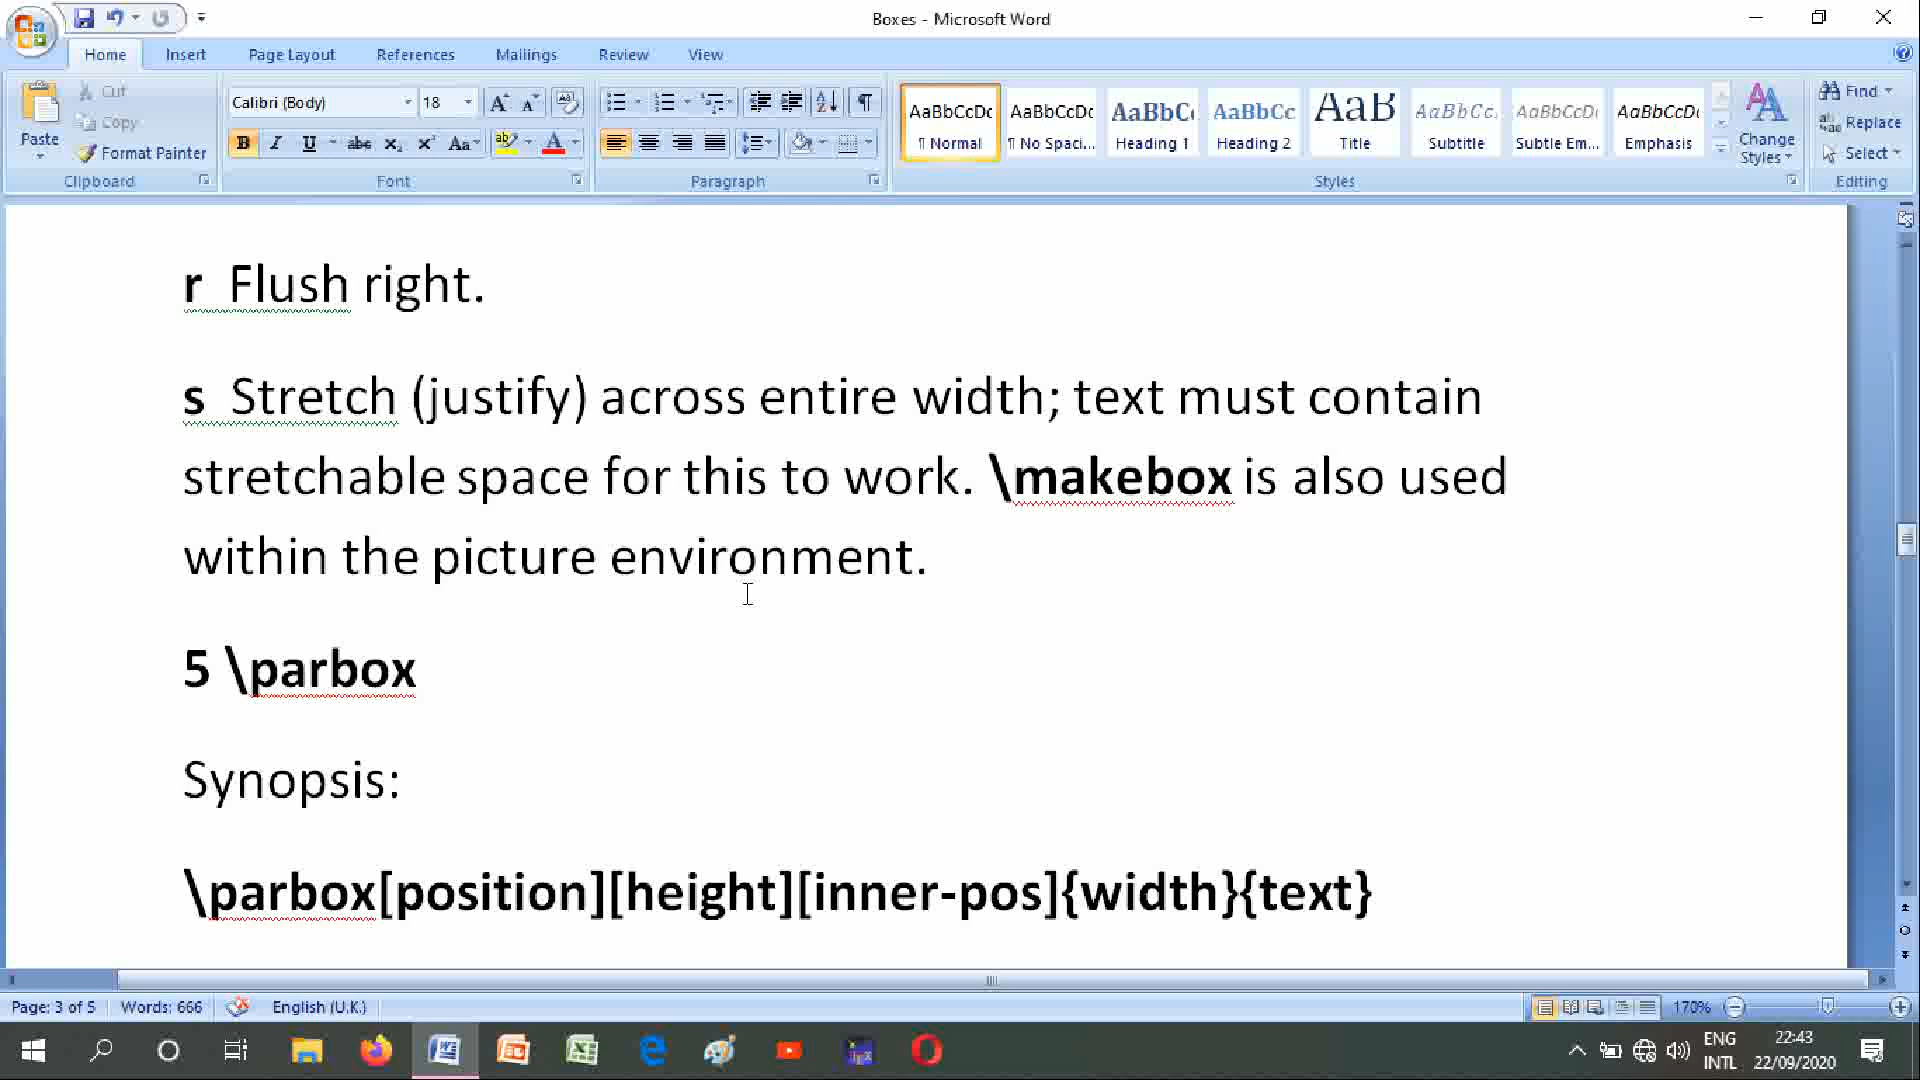 Boxes - Microsoft Word
Home Insert Page Layout References Mailings Review View
Paste
Cut
Copy
Format Painter
Clipboard
Calibri (Body) 18
Font
Paragraph
AaBbCcDc AaBbCcDc AaBbC AaBbCc AaB AaBbCc. AaBbCcDi AaBbCcDi
¶ Normal ¶ No Spaci... Heading 1 Heading 2 Title Subtitle Subtle Em... Emphasis
Change Styles
Styles
Find
Replace
Select
Editing
r Flush right.
s Stretch (justify) across entire width; text must contain
stretchable space for this to work. \makebox is also used
within the picture environment.
5 \parbox
Synopsis:
\parbox[position][height][inner-pos]{width}{text}
Page: 3 of 5 Words: 666 English (U.K.) 170%
ENG 22:43
INTL 22/09/2020